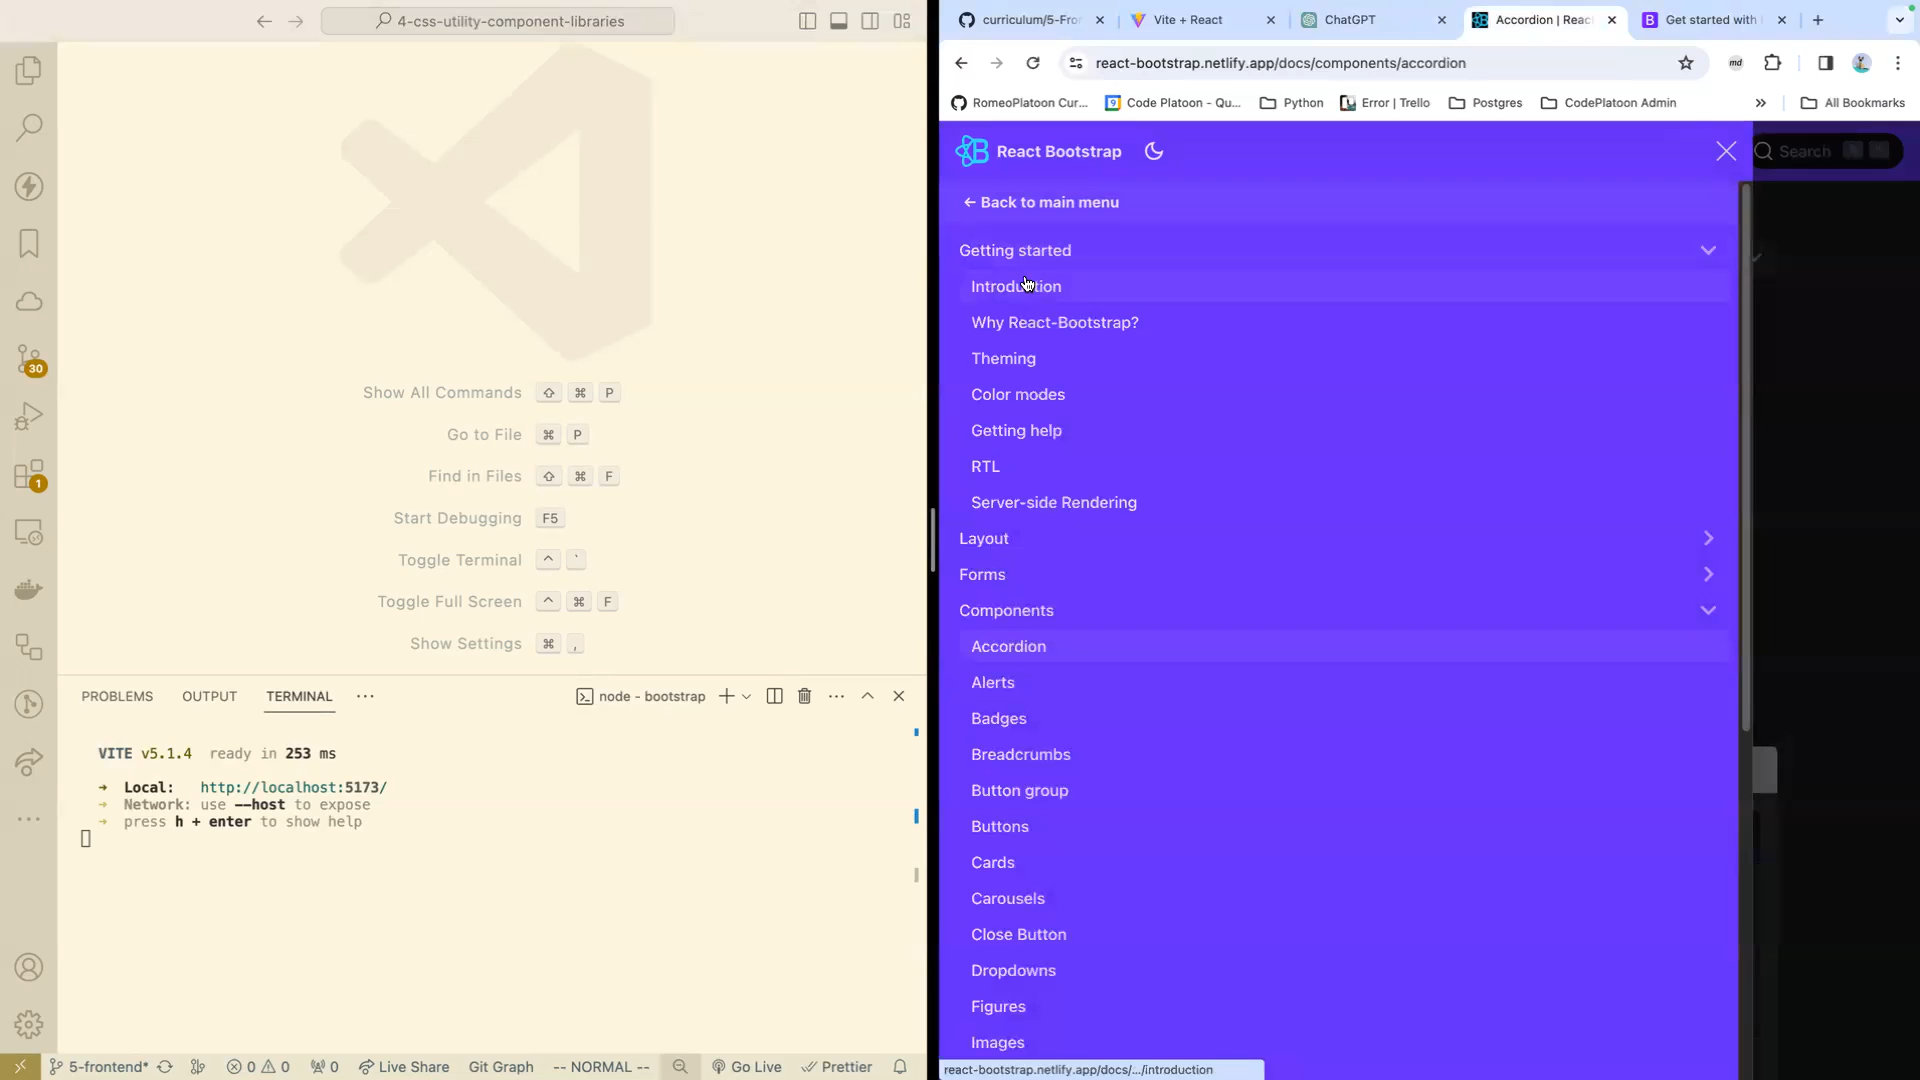 4-css-utility-component-libraries
30
1
Show All Commands ⇧ ⌘ P
Go to File ⌘ P
Find in Files ⇧ ⌘ F
Start Debugging F5
Toggle Terminal ^ `
Toggle Full Screen ^ ⌘ F
Show Settings ⌘ ,
PROBLEMS OUTPUT TERMINAL ··· node - bootstrap
VITE v5.1.4 ready in 253 ms
➜ Local: http://localhost:5173/
➜ Network: use --host to expose
➜ press h + enter to show help
5-frontend* 0 0 0 Live Share Git Graph -- NORMAL -- Go Live Prettier
curriculum/5-Fro Vite + React ChatGPT Accordion | Reac Get started with
react-bootstrap.netlify.app/docs/components/accordion
md
RomeoPlatoon Cur... Code Platoon - Qu... Python Error | Trello Postgres CodePlatoon Admin » All Bookmarks
React Bootstrap
Search
← Back to main menu
Getting started
Introduction
Why React-Bootstrap?
Theming
Color modes
Getting help
RTL
Server-side Rendering
Layout
Forms
Components
Accordion
Alerts
Badges
Breadcrumbs
Button group
Buttons
Cards
Carousels
Close Button
Dropdowns
Figures
Images
react-bootstrap.netlify.app/docs/.../introduction